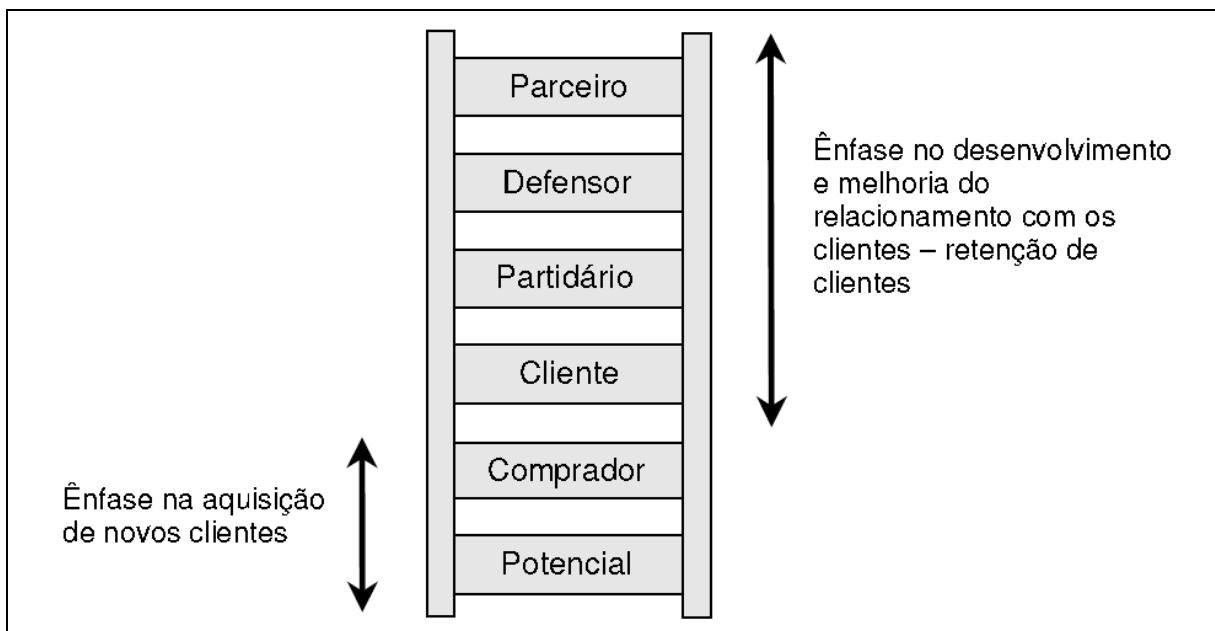 Parceiro
Defensor
Partidário
Cliente
Comprador
Potencial
Ênfase no desenvolvimento
e melhoria do
relacionamento com os
clientes – retenção de
clientes
Ênfase na aquisição
de novos clientes